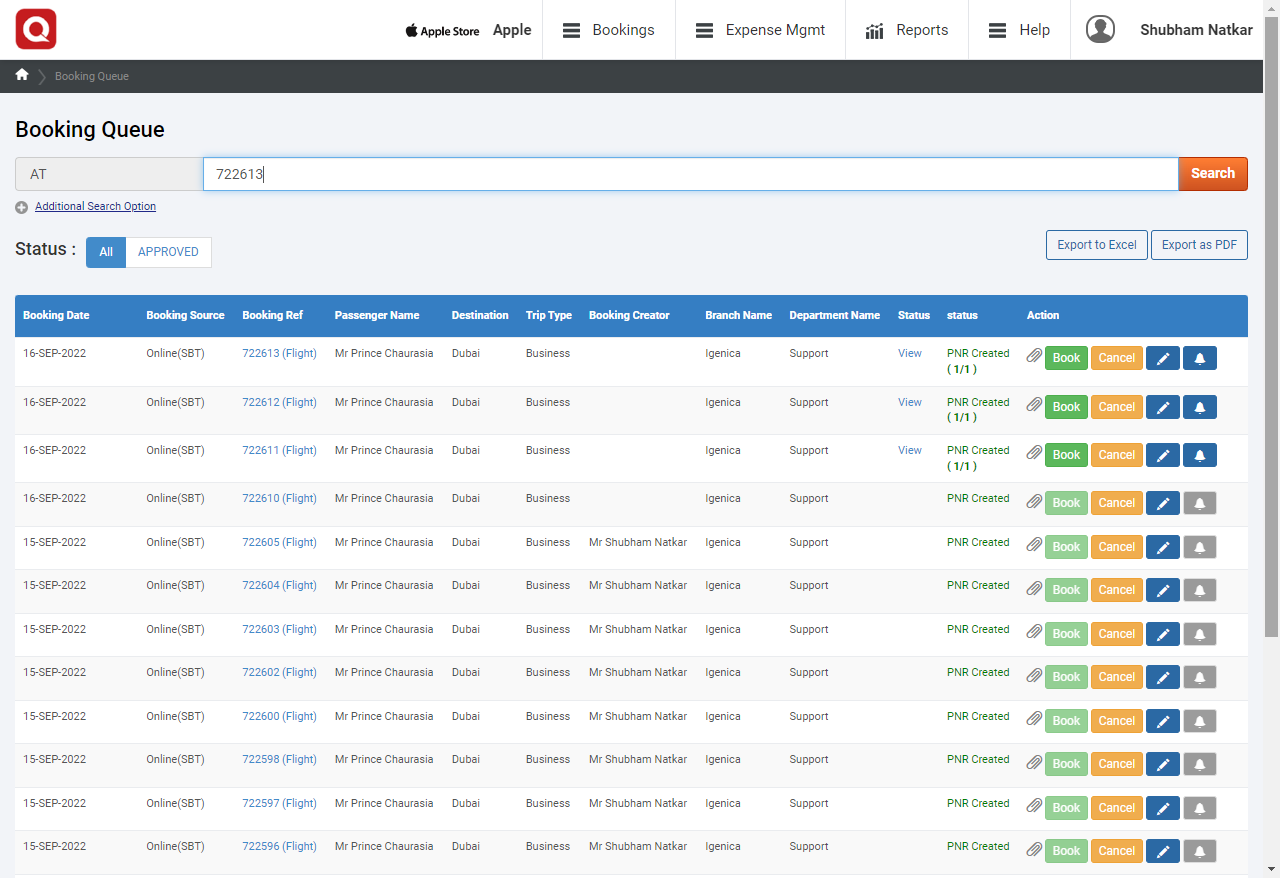 Apple Store Apple Bookings Expense Mgmt Reports Help Shubham Natkar
Booking Queue
Booking Queue
AT 722613 Search
Additional Search Option
Status : All APPROVED Export to Excel Export as PDF
Booking Date Booking Source Booking Ref Passenger Name Destination Trip Type Booking Creator Branch Name Department Name Status status Action
16-SEP-2022 Online(SBT) 722613 (Flight) Mr Prince Chaurasia Dubai Business Igenica Support View PNR Created Book Cancel
( 1/1 )
16-SEP-2022 Online(SBT) 722612 (Flight) Mr Prince Chaurasia Dubai Business Igenica Support View PNR Created Book Cancel
( 1/1 )
16-SEP-2022 Online(SBT) 722611 (Flight) Mr Prince Chaurasia Dubai Business Igenica Support View PNR Created Book Cancel
( 1/1 )
16-SEP-2022 Online(SBT) 722610 (Flight) Mr Prince Chaurasia Dubai Business Igenica Support PNR Created Book Cancel
15-SEP-2022 Online(SBT) 722605 (Flight) Mr Prince Chaurasia Dubai Business Mr Shubham Natkar Igenica Support PNR Created Book Cancel
15-SEP-2022 Online(SBT) 722604 (Flight) Mr Prince Chaurasia Dubai Business Mr Shubham Natkar Igenica Support PNR Created Book Cancel
15-SEP-2022 Online(SBT) 722603 (Flight) Mr Prince Chaurasia Dubai Business Mr Shubham Natkar Igenica Support PNR Created Book Cancel
15-SEP-2022 Online(SBT) 722602 (Flight) Mr Prince Chaurasia Dubai Business Mr Shubham Natkar Igenica Support PNR Created Book Cancel
15-SEP-2022 Online(SBT) 722600 (Flight) Mr Prince Chaurasia Dubai Business Mr Shubham Natkar Igenica Support PNR Created Book Cancel
15-SEP-2022 Online(SBT) 722598 (Flight) Mr Prince Chaurasia Dubai Business Mr Shubham Natkar Igenica Support PNR Created Book Cancel
15-SEP-2022 Online(SBT) 722597 (Flight) Mr Prince Chaurasia Dubai Business Mr Shubham Natkar Igenica Support PNR Created Book Cancel
15-SEP-2022 Online(SBT) 722596 (Flight) Mr Prince Chaurasia Dubai Business Mr Shubham Natkar Igenica Support PNR Created Book Cancel